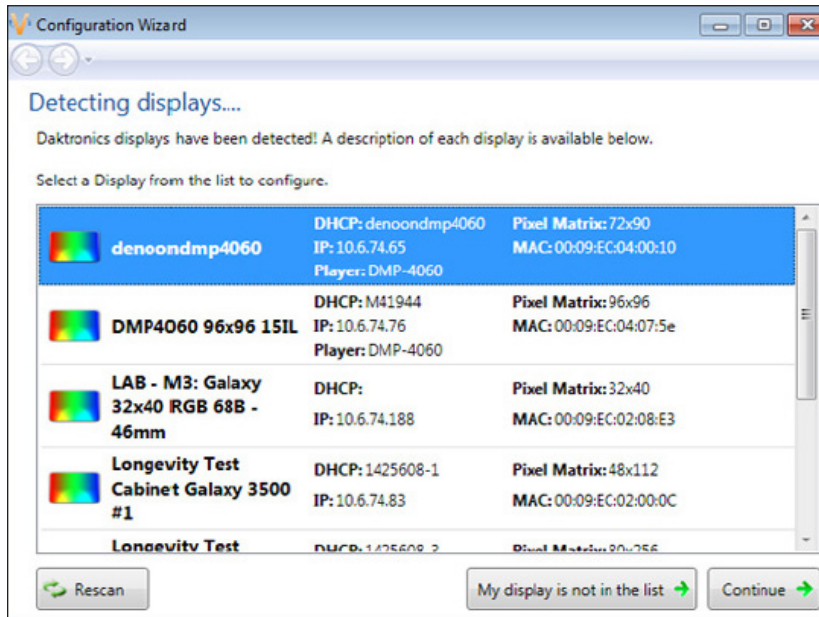 Configuration Wizard
Detecting displays....
Daktronics displays have been detected! A description of each display is available below.
Select a Display from the list to configure.
denoondmp4060
DHCP: denoondmp4060
IP: 10.6.74.65
Player: DMP-4060
Pixel Matrix: 72x90
MAC: 00:09:EC:04:00:10
DMP4060 96x96 15IL
DHCP: M41944
IP: 10.6.74.76
Player: DMP-4060
Pixel Matrix: 96x96
MAC: 00:09:EC:04:07:5e
LAB - M3: Galaxy
32x40 RGB 68B -
46mm
DHCP:
IP: 10.6.74.188
Pixel Matrix: 32x40
MAC: 00:09:EC:02:08:E3
Longevity Test
Cabinet Galaxy 3500
#1
DHCP: 1425608-1
IP: 10.6.74.83
Pixel Matrix: 48x112
MAC: 00:09:EC:02:00:0C
Longevity Test
DHCP: 1425608-2
Pixel Matrix: 80x256
Rescan
My display is not in the list
Continue